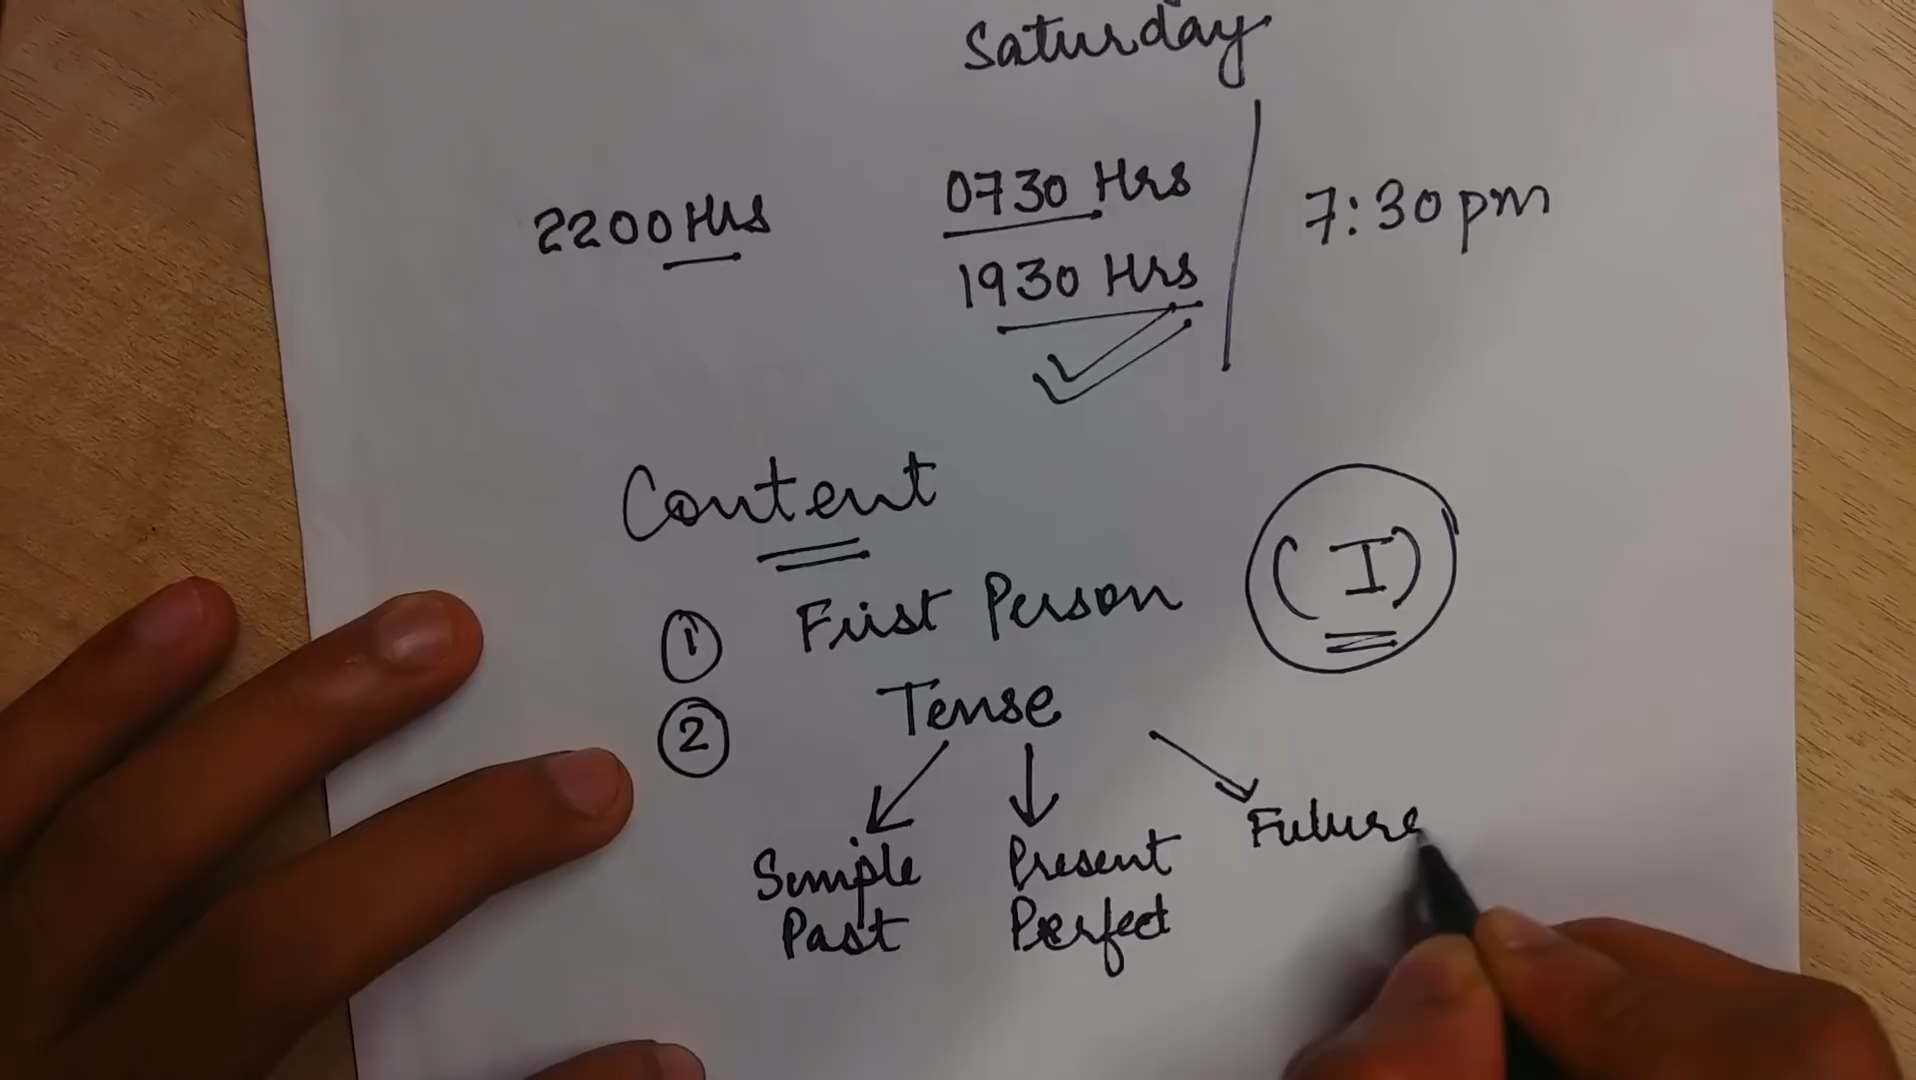 Saturday
2200 Hrs
0730 Hrs
1930 Hrs
7:30 pm
Content
① First Person (I)
② Tense
Simple Past
Present Perfect
Future